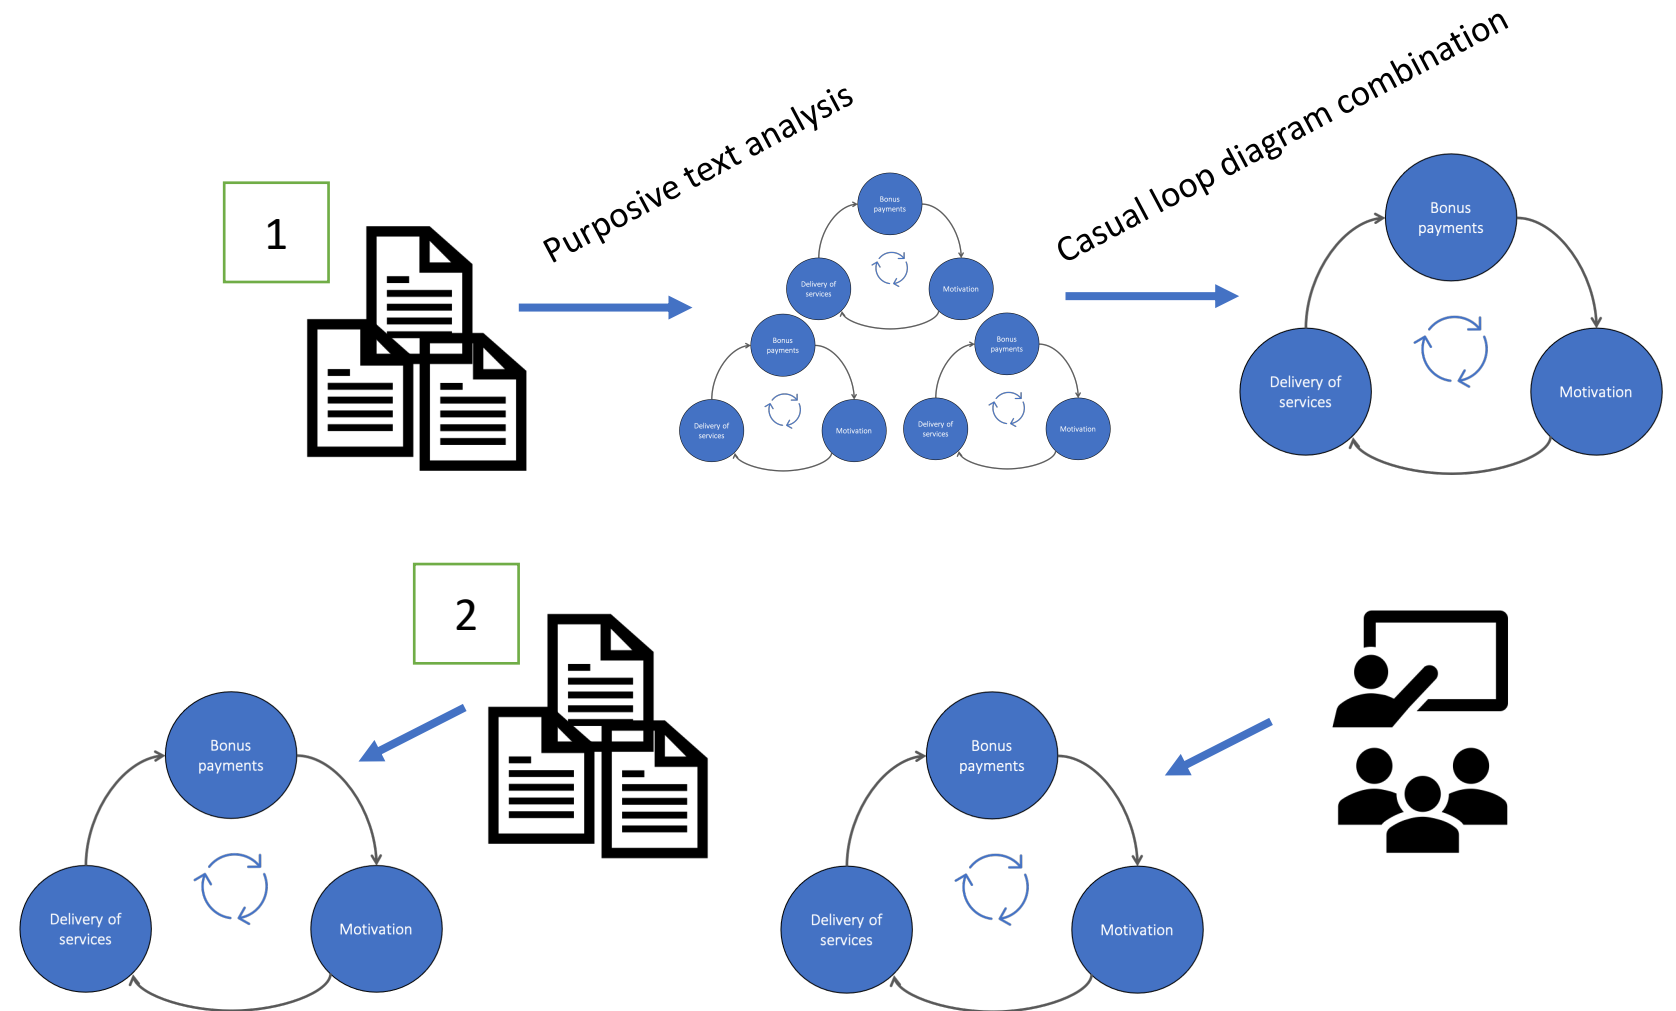 1
Purposive text analysis
Casual loop diagram combination
Bonus
payments
Delivery of
services
Motivation
Bonus
payments
Delivery of
services
Motivation
Bonus
payments
Delivery of
services
Motivation
Bonus
payments
Delivery of
services
Motivation
2
Bonus
payments
Delivery of
services
Motivation
Bonus
payments
Delivery of
services
Motivation